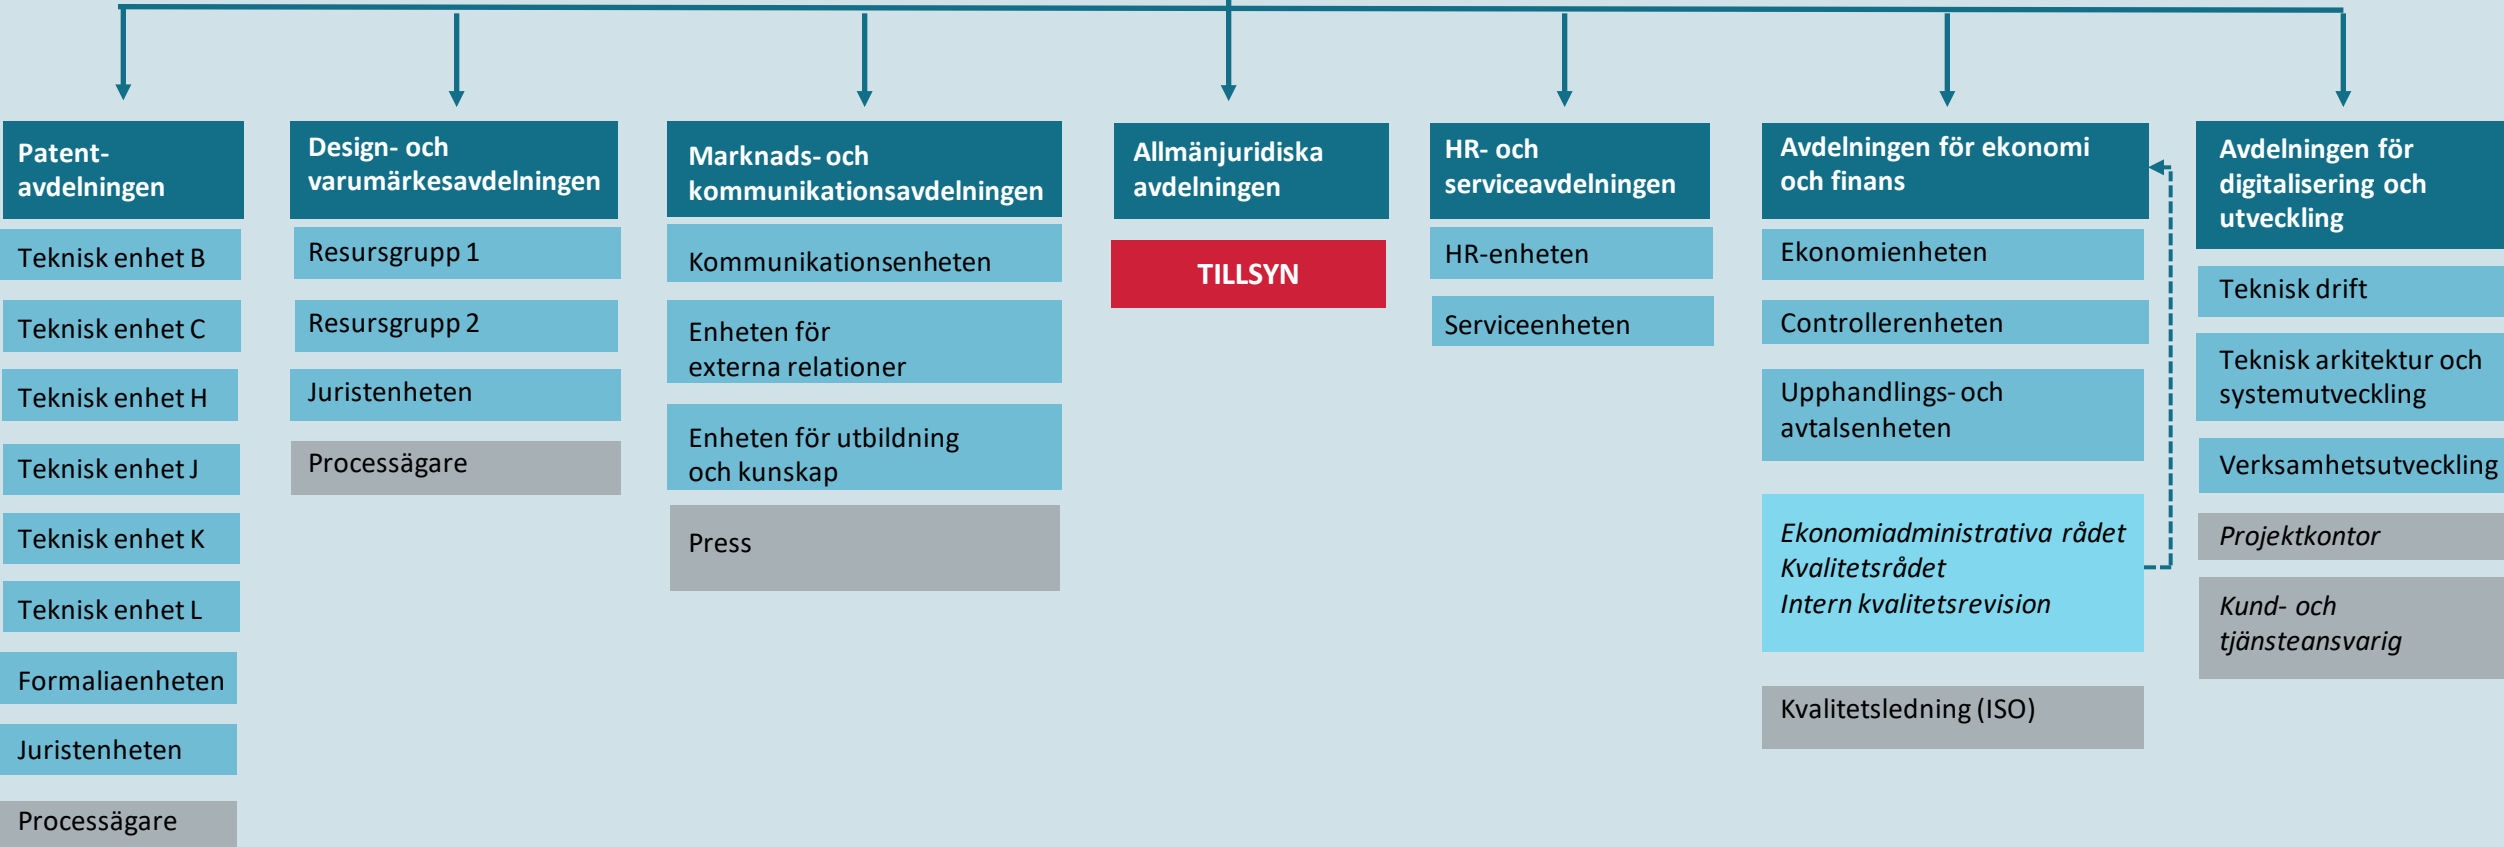 Patent-
avdelningen
Teknisk enhet B
Teknisk enhet C
Teknisk enhet H
Teknisk enhet J
Teknisk enhet K
Teknisk enhet L
Formaliaenheten
Juristenheten
Processägare
Design- och
varumärkesavdelningen
Resursgrupp 1
Resursgrupp 2
Juristenheten
Processägare
Marknads- och
kommunikationsavdelningen
Kommunikationsenheten
Enheten för
externa relationer
Enheten för utbildning
och kunskap
Press
Allmänjuridiska
avdelningen
TILLSYN
HR- och
serviceavdelningen
HR-enheten
Serviceenheten
Avdelningen för ekonomi
och finans
Ekonomienheten
Controllerenheten
Upphandlings- och
avtalsenheten
Ekonomiadministrativa rådet
Kvalitetsrådet
Intern kvalitetsrevision
Kvalitetsledning (ISO)
Avdelningen för
digitalisering och
utveckling
Teknisk drift
Teknisk arkitektur och
systemutveckling
Verksamhetsutveckling
Projektkontor
Kund- och
tjänsteansvarig